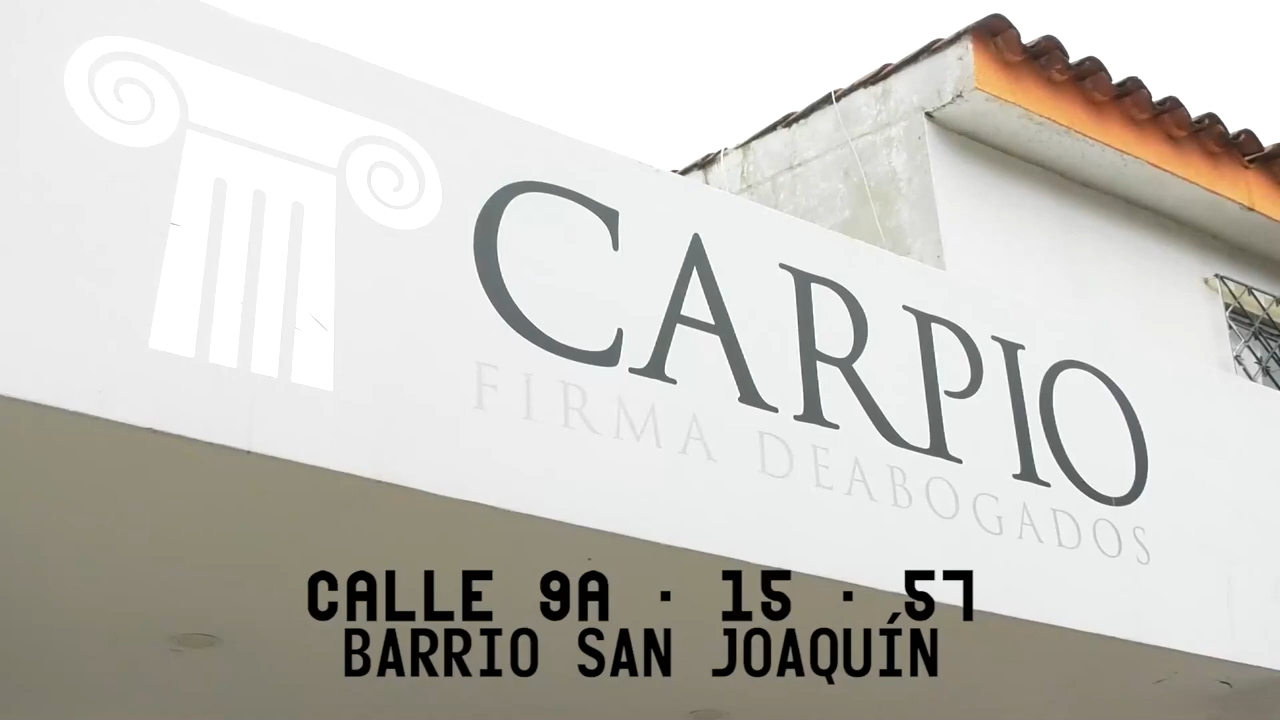 CARPIO
FIRMA DEABOGADOS
CALLE 9A · 15 · 57
BARRIO SAN JOAQUÍN